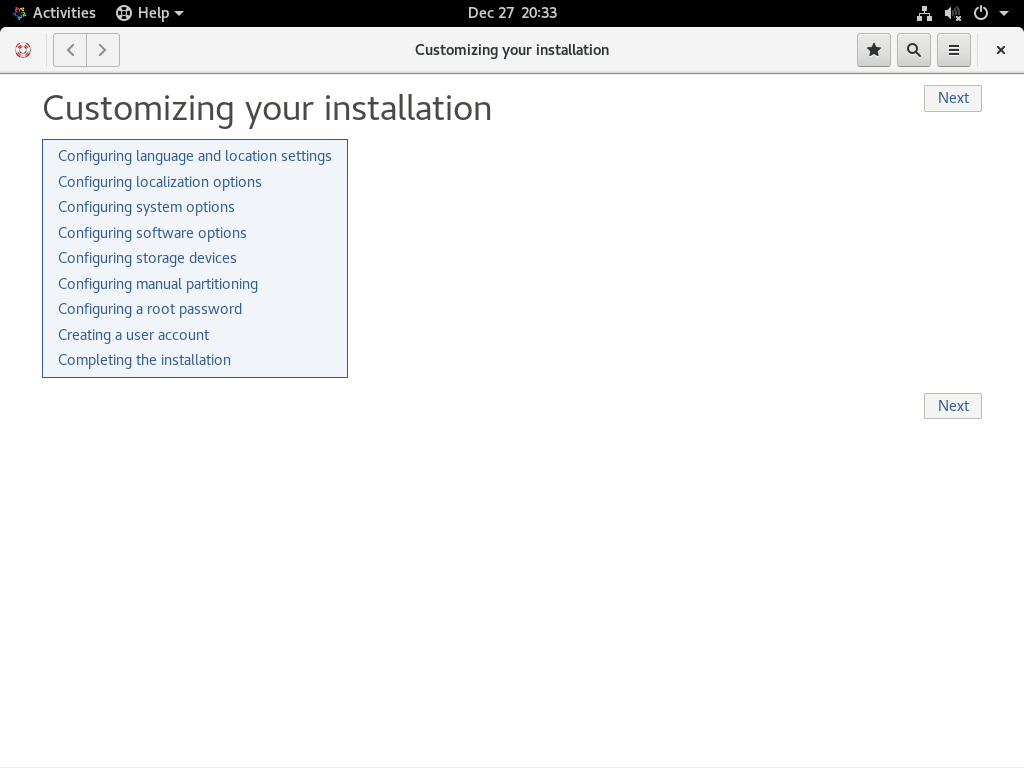 Activities Help Dec 27 20:33
Customizing your installation
Customizing your installation
Next
Configuring language and location settings
Configuring localization options
Configuring system options
Configuring software options
Configuring storage devices
Configuring manual partitioning
Configuring a root password
Creating a user account
Completing the installation
Next